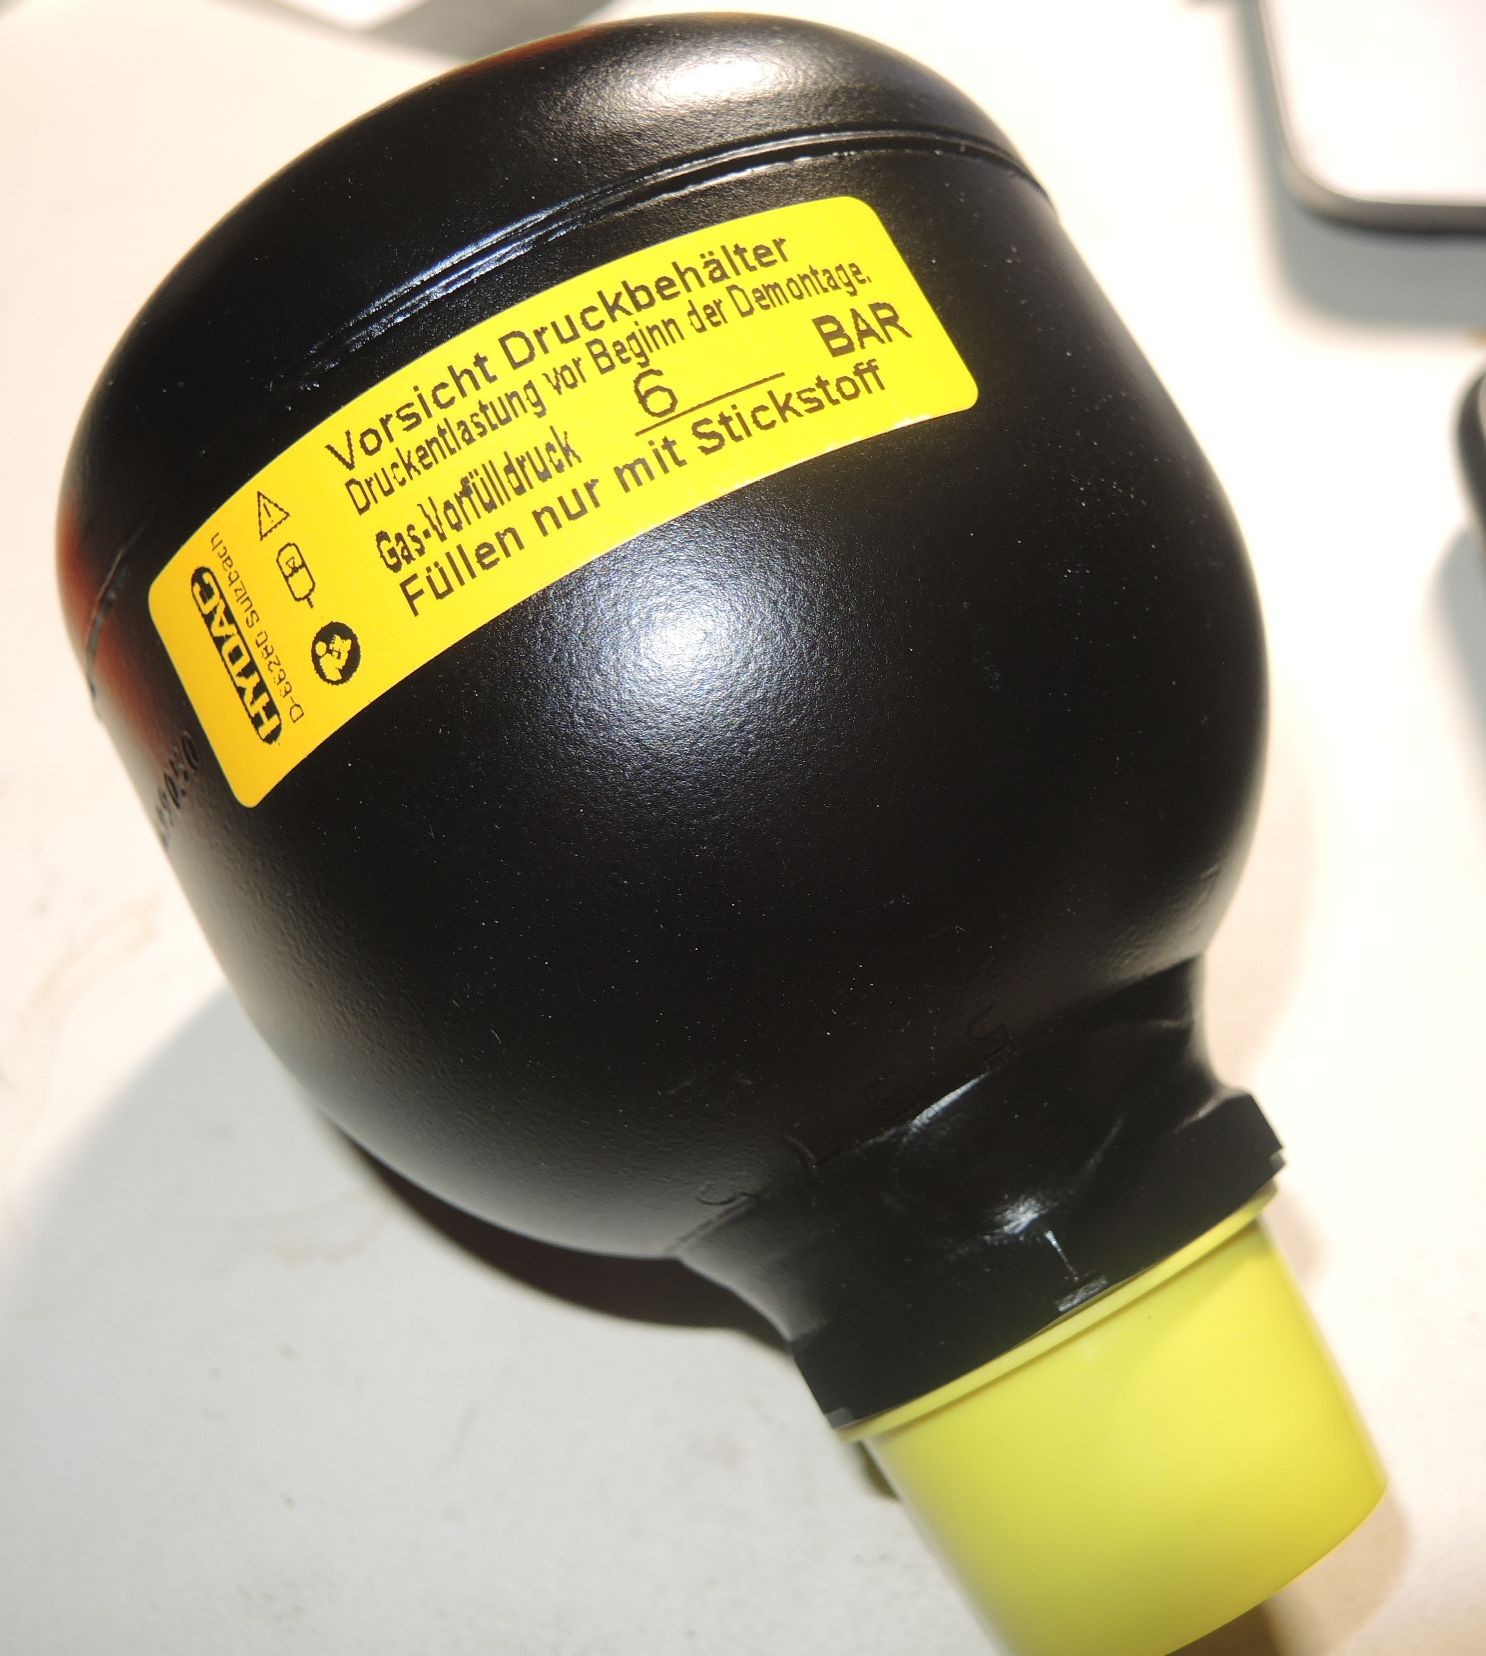 Vorsicht Druckbehälter
Druckentlastung vor Beginn der Demontage.
Gas-Vorfülldruck 6 BAR
Füllen nur mit Stickstoff
HYDAC
D-66280 Sulzbach